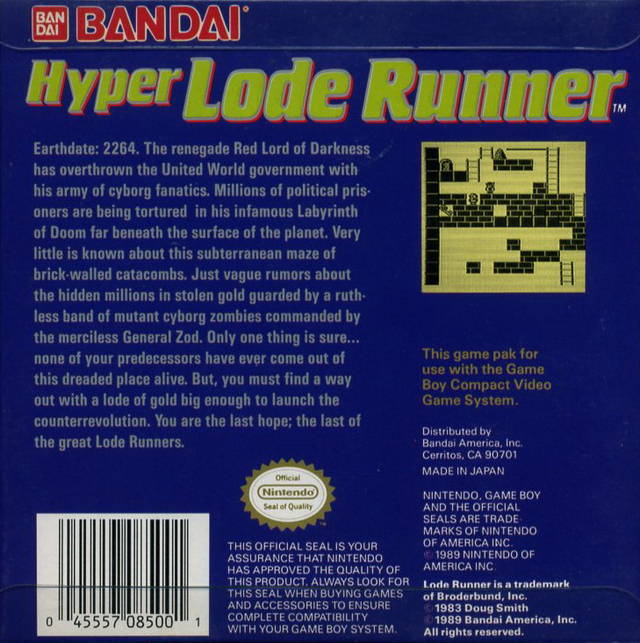 BAN
DAI
BANDAI
Hyper Lode Runner™
Earthdate: 2264. The renegade Red Lord of Darkness
has overthrown the United World government with
his army of cyborg fanatics. Millions of political pris-
oners are being tortured in his infamous Labyrinth
of Doom far beneath the surface of the planet. Very
little is known about this subterranean maze of
brick-walled catacombs. Just vague rumors about
the hidden millions in stolen gold guarded by a ruth-
less band of mutant cyborg zombies commanded by
the merciless General Zod. Only one thing is sure...
none of your predecessors have ever come out of
this dreaded place alive. But, you must find a way
out with a lode of gold big enough to launch the
counterrevolution. You are the last hope; the last of
the great Lode Runners.
This game pak for
use with the Game
Boy Compact Video
Game System.
Distributed by
Bandai America, Inc.
Cerritos, CA 90701
MADE IN JAPAN
NINTENDO, GAME BOY
AND THE OFFICIAL
SEALS ARE TRADE-
MARKS OF NINTENDO
OF AMERICA INC.
© 1989 NINTENDO OF
AMERICA INC.
Lode Runner is a trademark
of Broderbund, Inc.
© 1983 Doug Smith
© 1989 Bandai America, Inc.
All rights reserved.
Official
Nintendo
Seal of Quality
™
THIS OFFICIAL SEAL IS YOUR
ASSURANCE THAT NINTENDO
HAS APPROVED THE QUALITY OF
THIS PRODUCT. ALWAYS LOOK FOR
THIS SEAL WHEN BUYING GAMES
AND ACCESSORIES TO ENSURE
COMPLETE COMPATIBILITY
WITH YOUR GAME BOY SYSTEM.
0 45557 08500 1